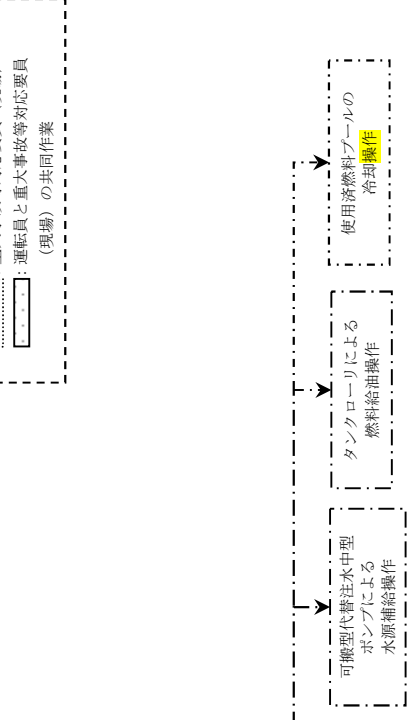 ：運転員と重大事故等対応要員
（現場）の共同作業
使用済燃料プールの
冷却操作
タンクローリによる
燃料給油操作
可搬型代替注水中型
ポンプによる
水源補給操作